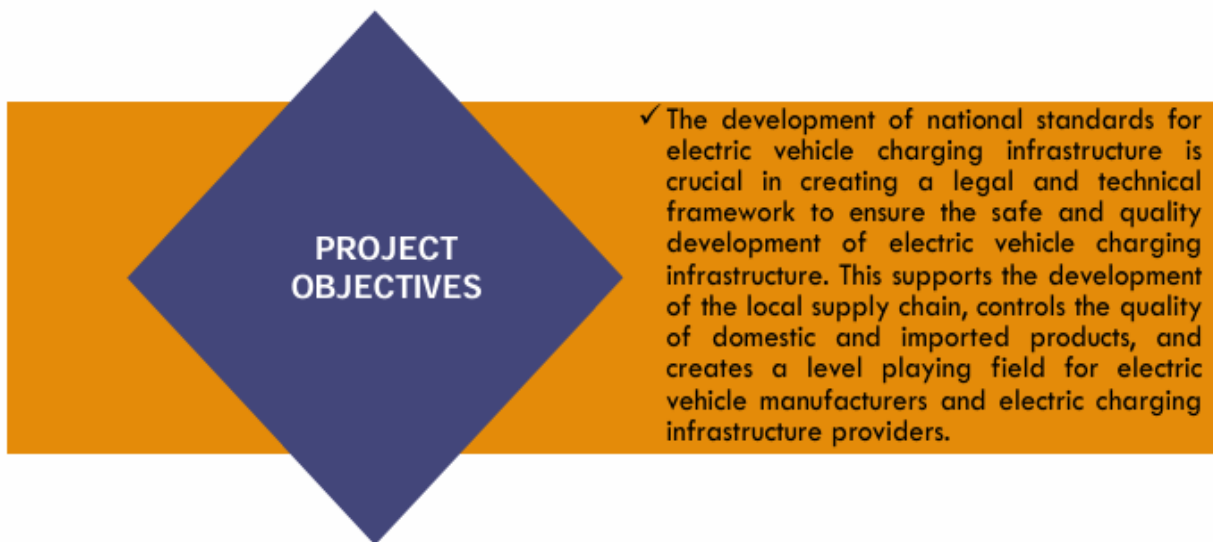 PROJECT
OBJECTIVES
✓ The development of national standards for
electric vehicle charging infrastructure is
crucial in creating a legal and technical
framework to ensure the safe and quality
development of electric vehicle charging
infrastructure. This supports the development
of the local supply chain, controls the quality
of domestic and imported products, and
creates a level playing field for electric
vehicle manufacturers and electric charging
infrastructure providers.